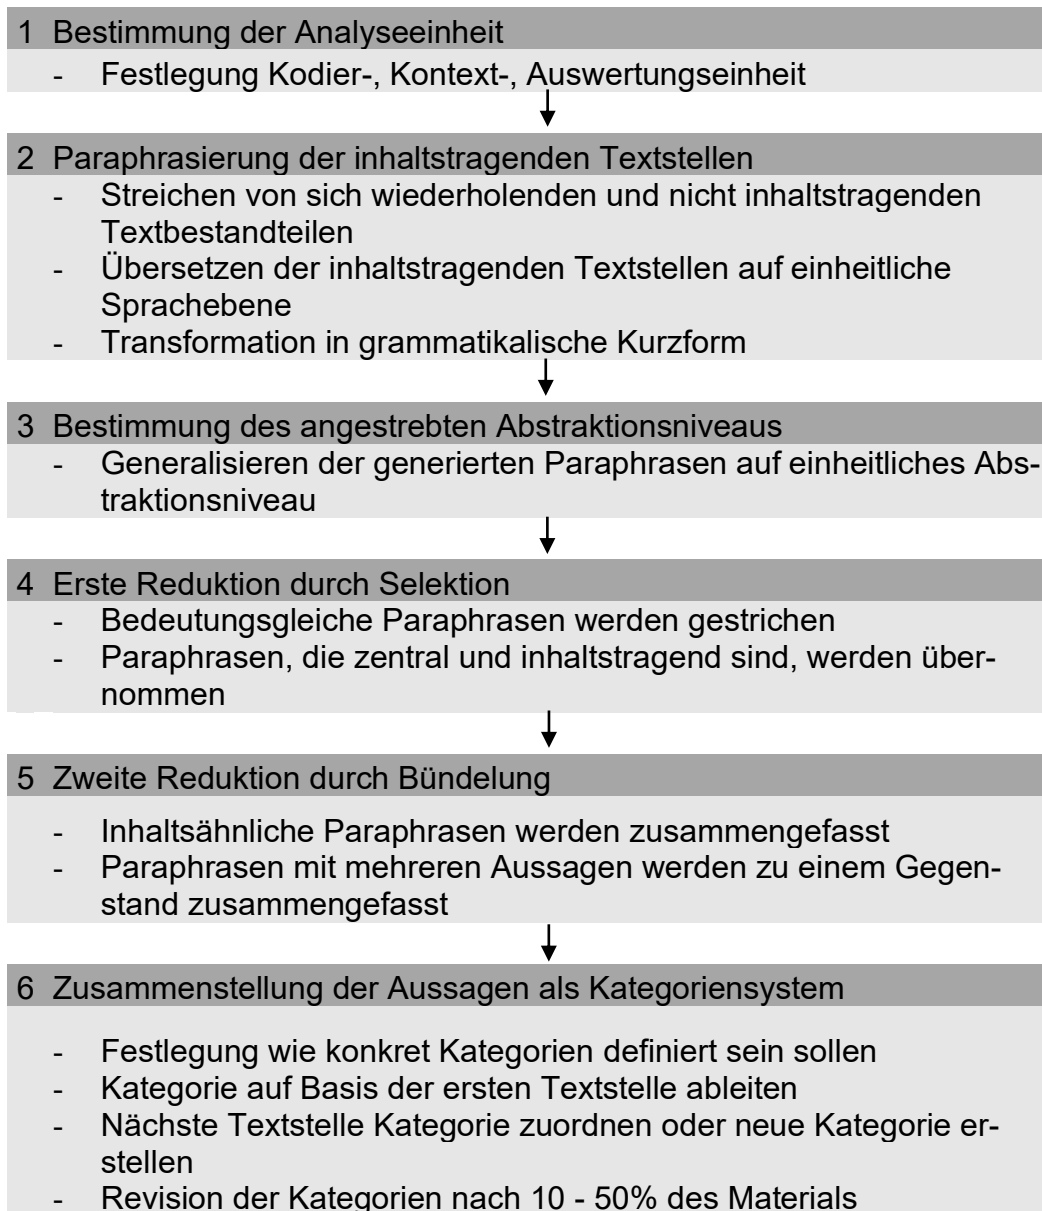 1 Bestimmung der Analyseeinheit
- Festlegung Kodier-, Kontext-, Auswertungseinheit
2 Paraphrasierung der inhaltstragenden Textstellen
- Streichen von sich wiederholenden und nicht inhaltstragenden
Textbestandteilen
- Übersetzen der inhaltstragenden Textstellen auf einheitliche
Sprachebene
- Transformation in grammatikalische Kurzform
3 Bestimmung des angestrebten Abstraktionsniveaus
- Generalisieren der generierten Paraphrasen auf einheitliches Abs-
traktionsniveau
4 Erste Reduktion durch Selektion
- Bedeutungsgleiche Paraphrasen werden gestrichen
- Paraphrasen, die zentral und inhaltstragend sind, werden über-
nommen
5 Zweite Reduktion durch Bündelung
- Inhaltsähnliche Paraphrasen werden zusammengefasst
- Paraphrasen mit mehreren Aussagen werden zu einem Gegen-
stand zusammengefasst
6 Zusammenstellung der Aussagen als Kategoriensystem
- Festlegung wie konkret Kategorien definiert sein sollen
- Kategorie auf Basis der ersten Textstelle ableiten
- Nächste Textstelle Kategorie zuordnen oder neue Kategorie er-
stellen
- Revision der Kategorien nach 10 - 50% des Materials